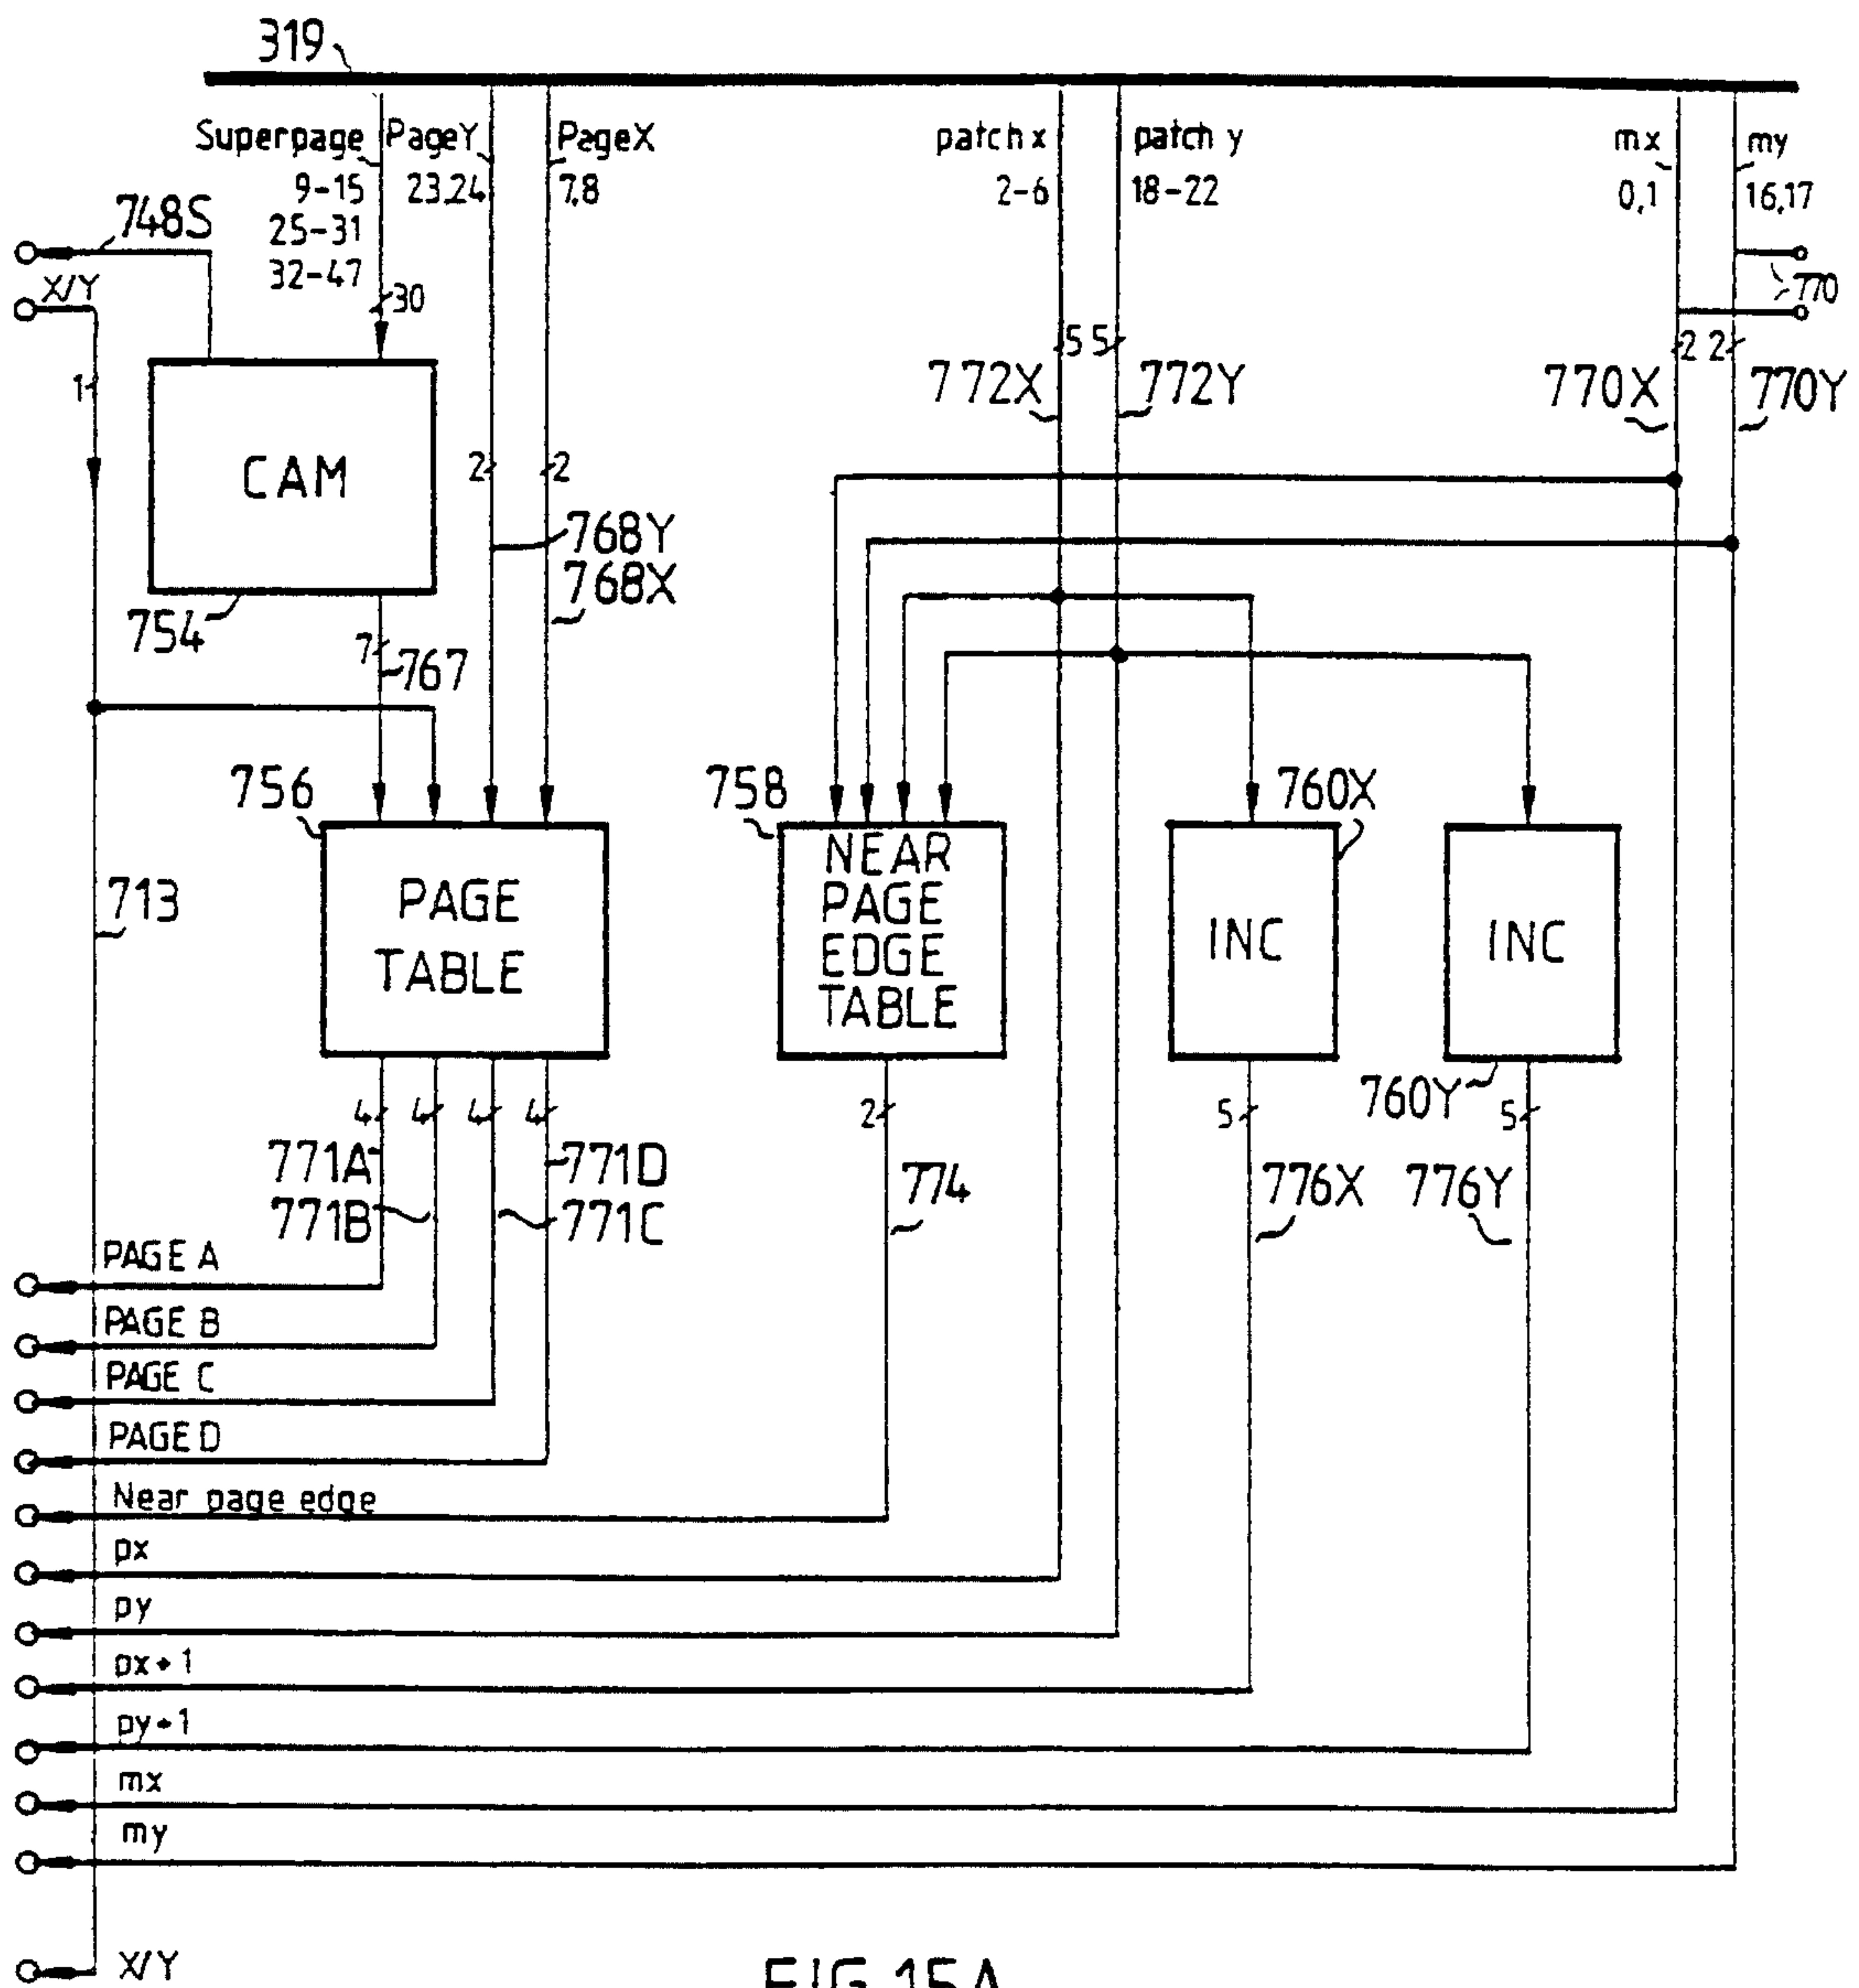 319
Superpage PageY PageX patch x patch y mx my
9-15 23,24 7,8 2-6 18-22 0,1 16,17
748S 25-31
32-47
X/Y 30 770
5 5 2 2
1 772X 772Y 770X 770Y
CAM 2 2
768Y
768X
754
7 767
756 758 760X
713
PAGE
TABLE
NEAR
PAGE
EDGE
TABLE
INC INC
760Y
4 4 4 4 2 5 5
771A 771D 774 776X 776Y
771B 771C
PAGE A
PAGE B
PAGE C
PAGE D
Near page edge
px
py
px+1
py+1
mx
my
X/Y
FIG.15A